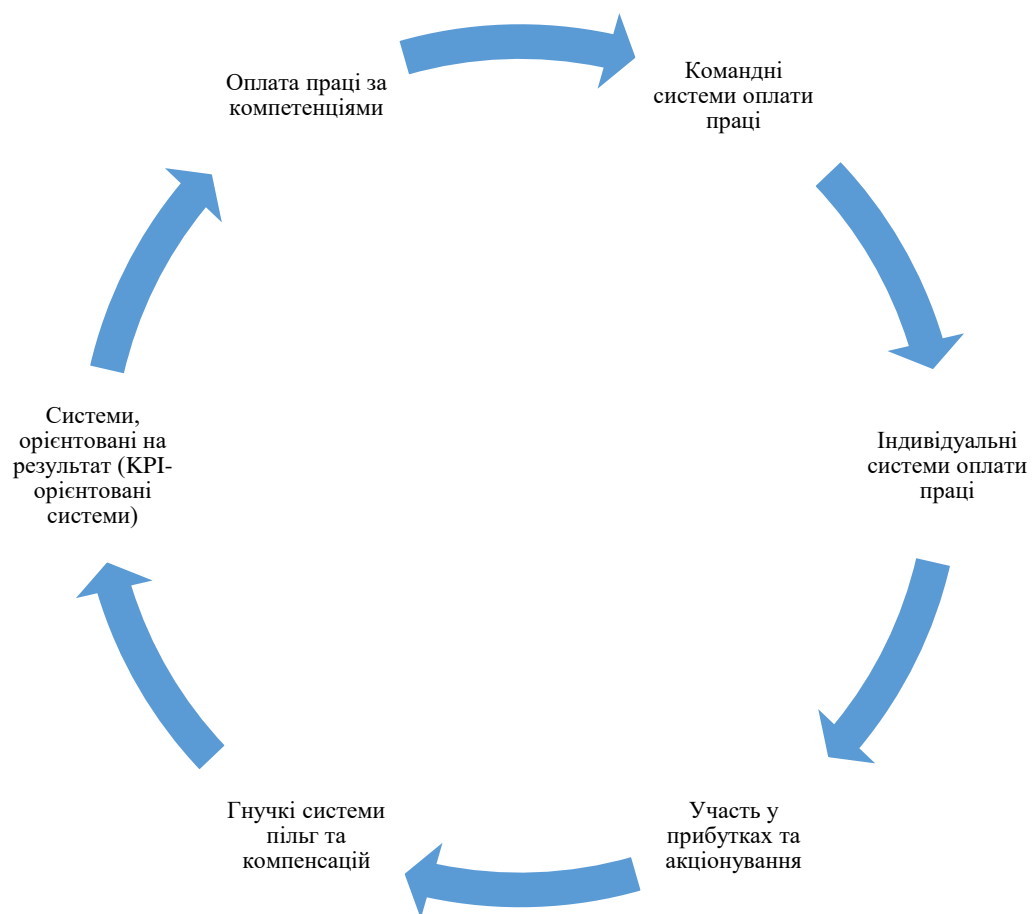 Оплата праці за
компетенціями
Командні
системи оплати
праці
Індивідуальні
системи оплати
праці
Участь у
прибутках та
акціонування
Гнучкі системи
пільг та
компенсацій
Системи,
орієнтовані на
результат (KPI-
орієнтовані
системи)